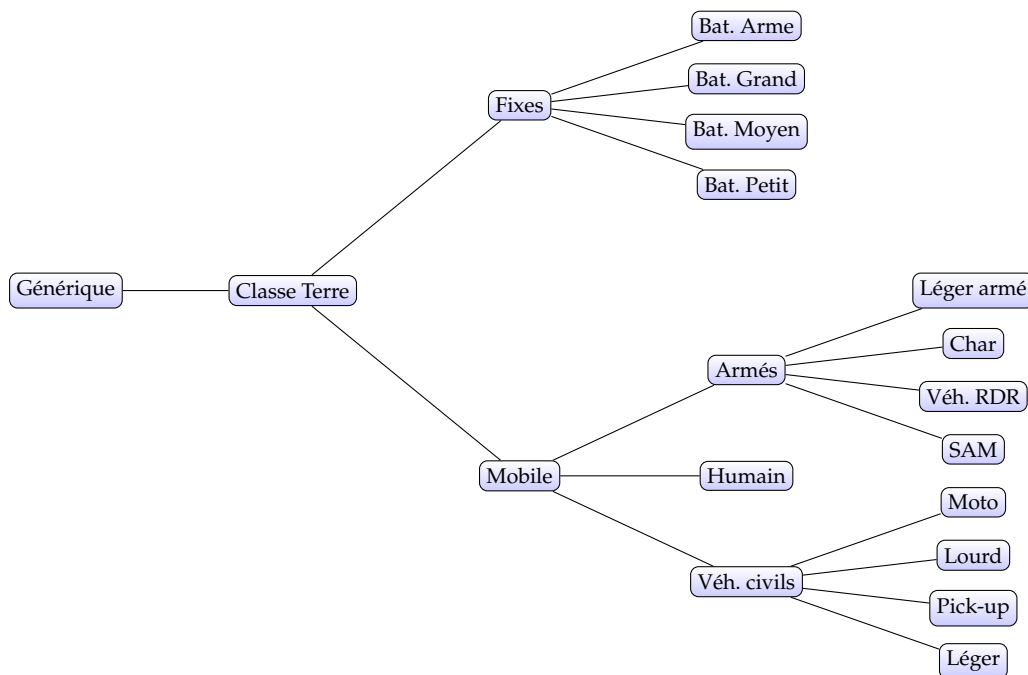 Générique
Classe Terre
Fixes
Bat. Arme
Bat. Grand
Bat. Moyen
Bat. Petit
Mobile
Armés
Léger armé
Char
Véh. RDR
SAM
Humain
Véh. civils
Moto
Lourd
Pick-up
Léger